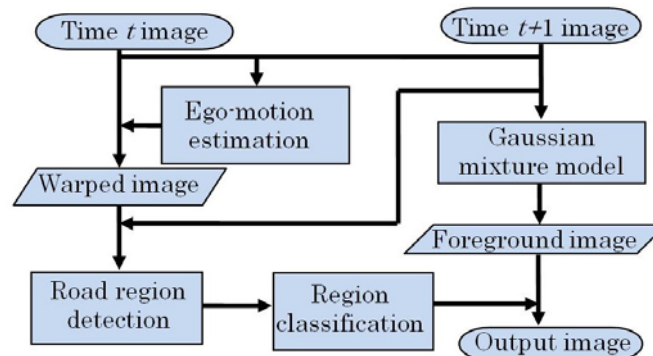 Time t image
Time t+1 image
Ego-motion
estimation
Gaussian
mixture model
Warped image
Foreground image
Road region
detection
Region
classification
Output image